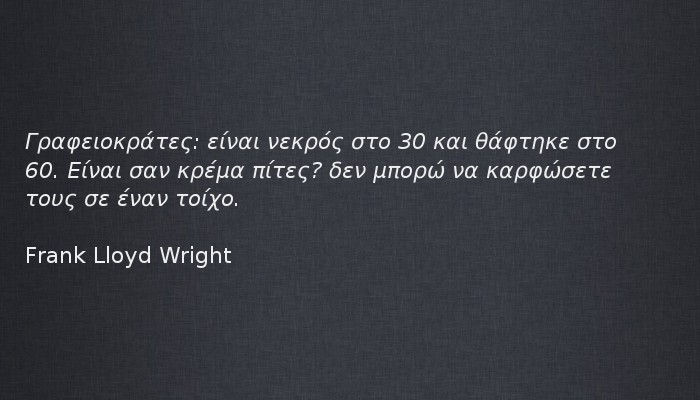 Γραφειοκράτες: είναι νεκρός στο 30 και θάφτηκε στο
60. Είναι σαν κρέμα πίτες? δεν μπορώ να καρφώσετε
τους σε έναν τοίχο.
Frank Lloyd Wright